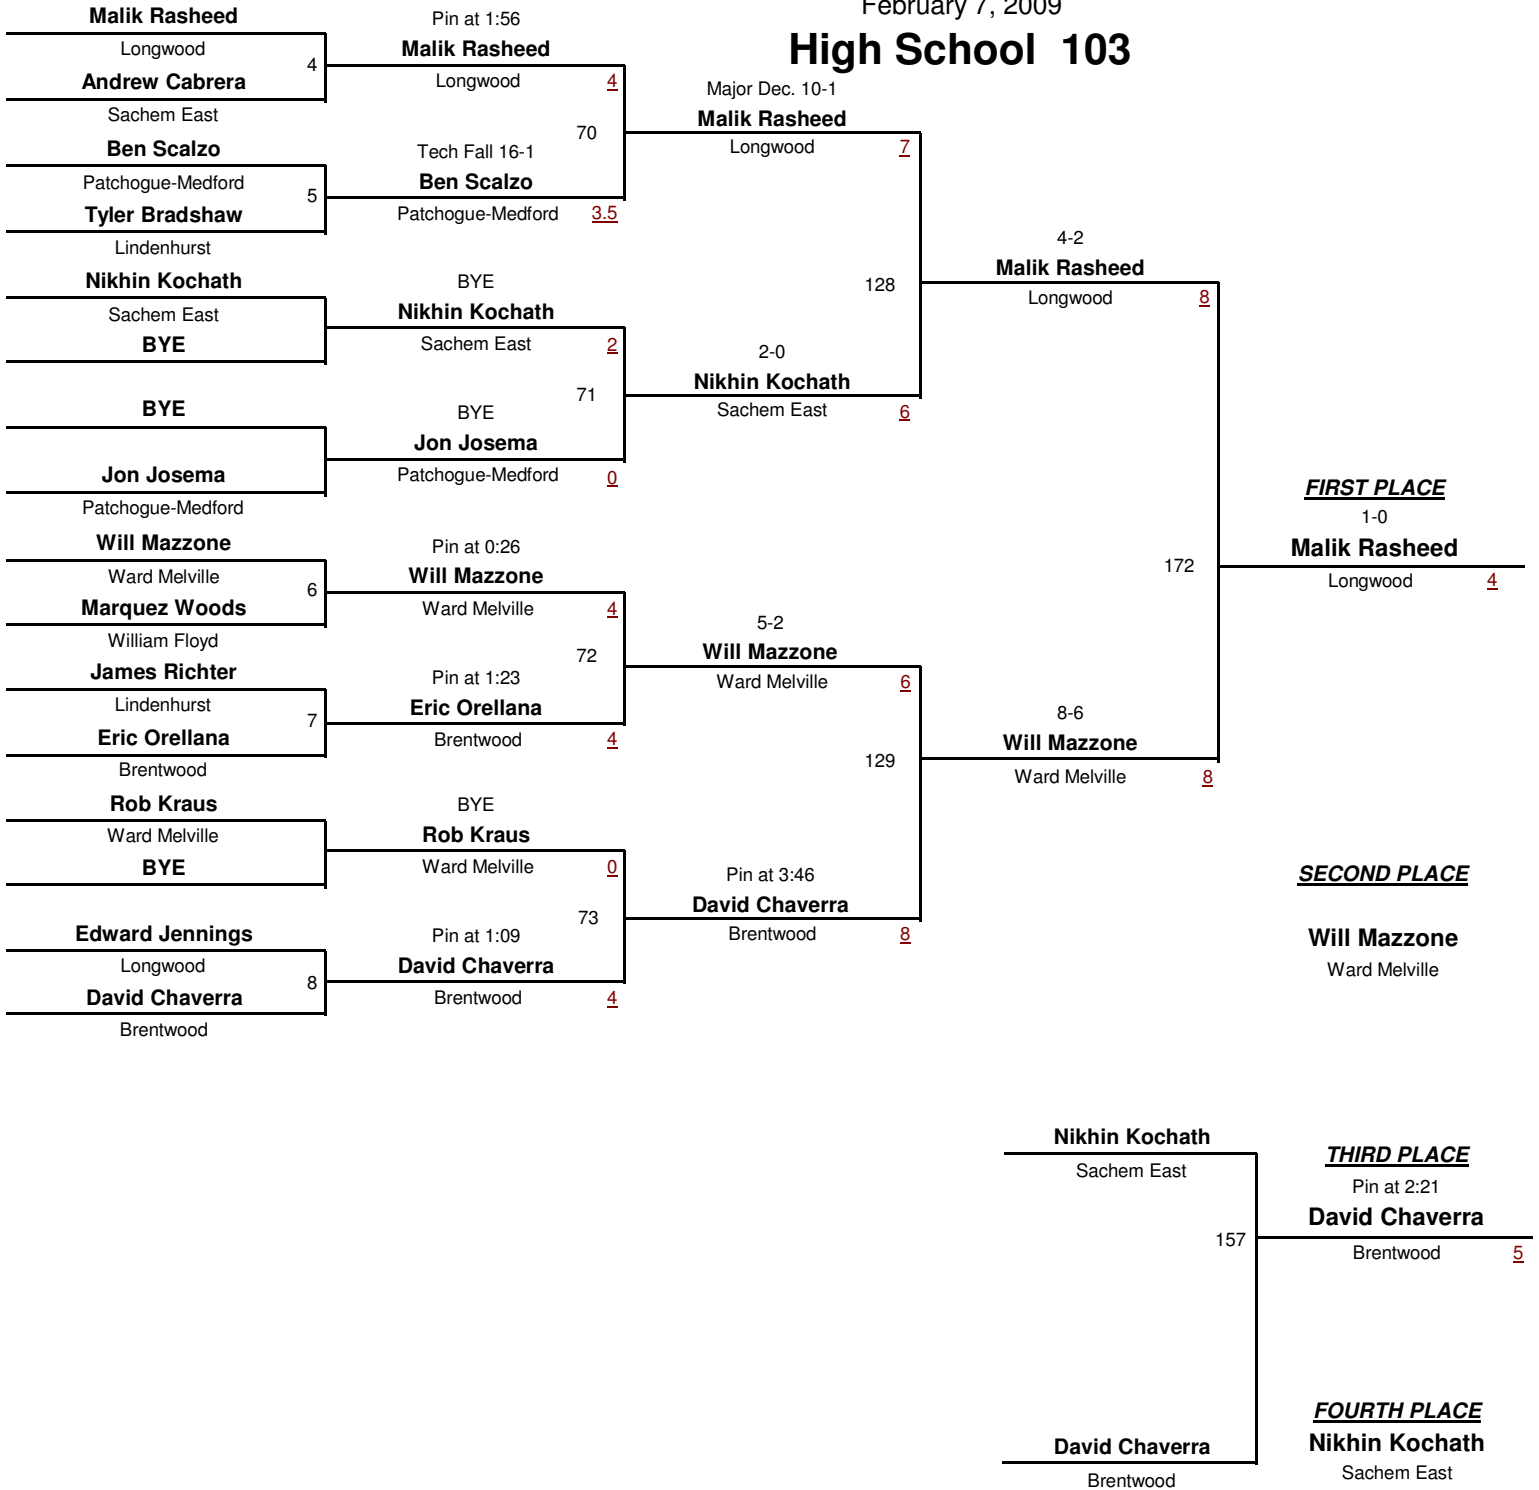 February 7, 2009
High School 103
Malik Rasheed
Longwood
4
Andrew Cabrera
Sachem East
Ben Scalzo
Patchogue-Medford
5
Tyler Bradshaw
Lindenhurst
Nikhin Kochath
Sachem East
BYE
BYE
Jon Josema
Patchogue-Medford
Will Mazzone
Ward Melville
6
Marquez Woods
William Floyd
James Richter
Lindenhurst
7
Eric Orellana
Brentwood
Rob Kraus
Ward Melville
BYE
Edward Jennings
Longwood
8
David Chaverra
Brentwood
Pin at 1:56
Malik Rasheed
Longwood 4
70
Tech Fall 16-1
Ben Scalzo
Patchogue-Medford 3.5
BYE
Nikhin Kochath
Sachem East 2
71
BYE
Jon Josema
Patchogue-Medford 0
Pin at 0:26
Will Mazzone
Ward Melville 4
72
Pin at 1:23
Eric Orellana
Brentwood 4
BYE
Rob Kraus
Ward Melville 0
73
Pin at 1:09
David Chaverra
Brentwood 4
Major Dec. 10-1
Malik Rasheed
Longwood 7
128
2-0
Nikhin Kochath
Sachem East 6
5-2
Will Mazzone
Ward Melville 6
129
Pin at 3:46
David Chaverra
Brentwood 8
4-2
Malik Rasheed
Longwood 8
172
8-6
Will Mazzone
Ward Melville 8
FIRST PLACE
1-0
Malik Rasheed
Longwood 4
SECOND PLACE
Will Mazzone
Ward Melville
Nikhin Kochath
Sachem East
157
David Chaverra
Brentwood
THIRD PLACE
Pin at 2:21
David Chaverra
Brentwood 5
FOURTH PLACE
Nikhin Kochath
Sachem East